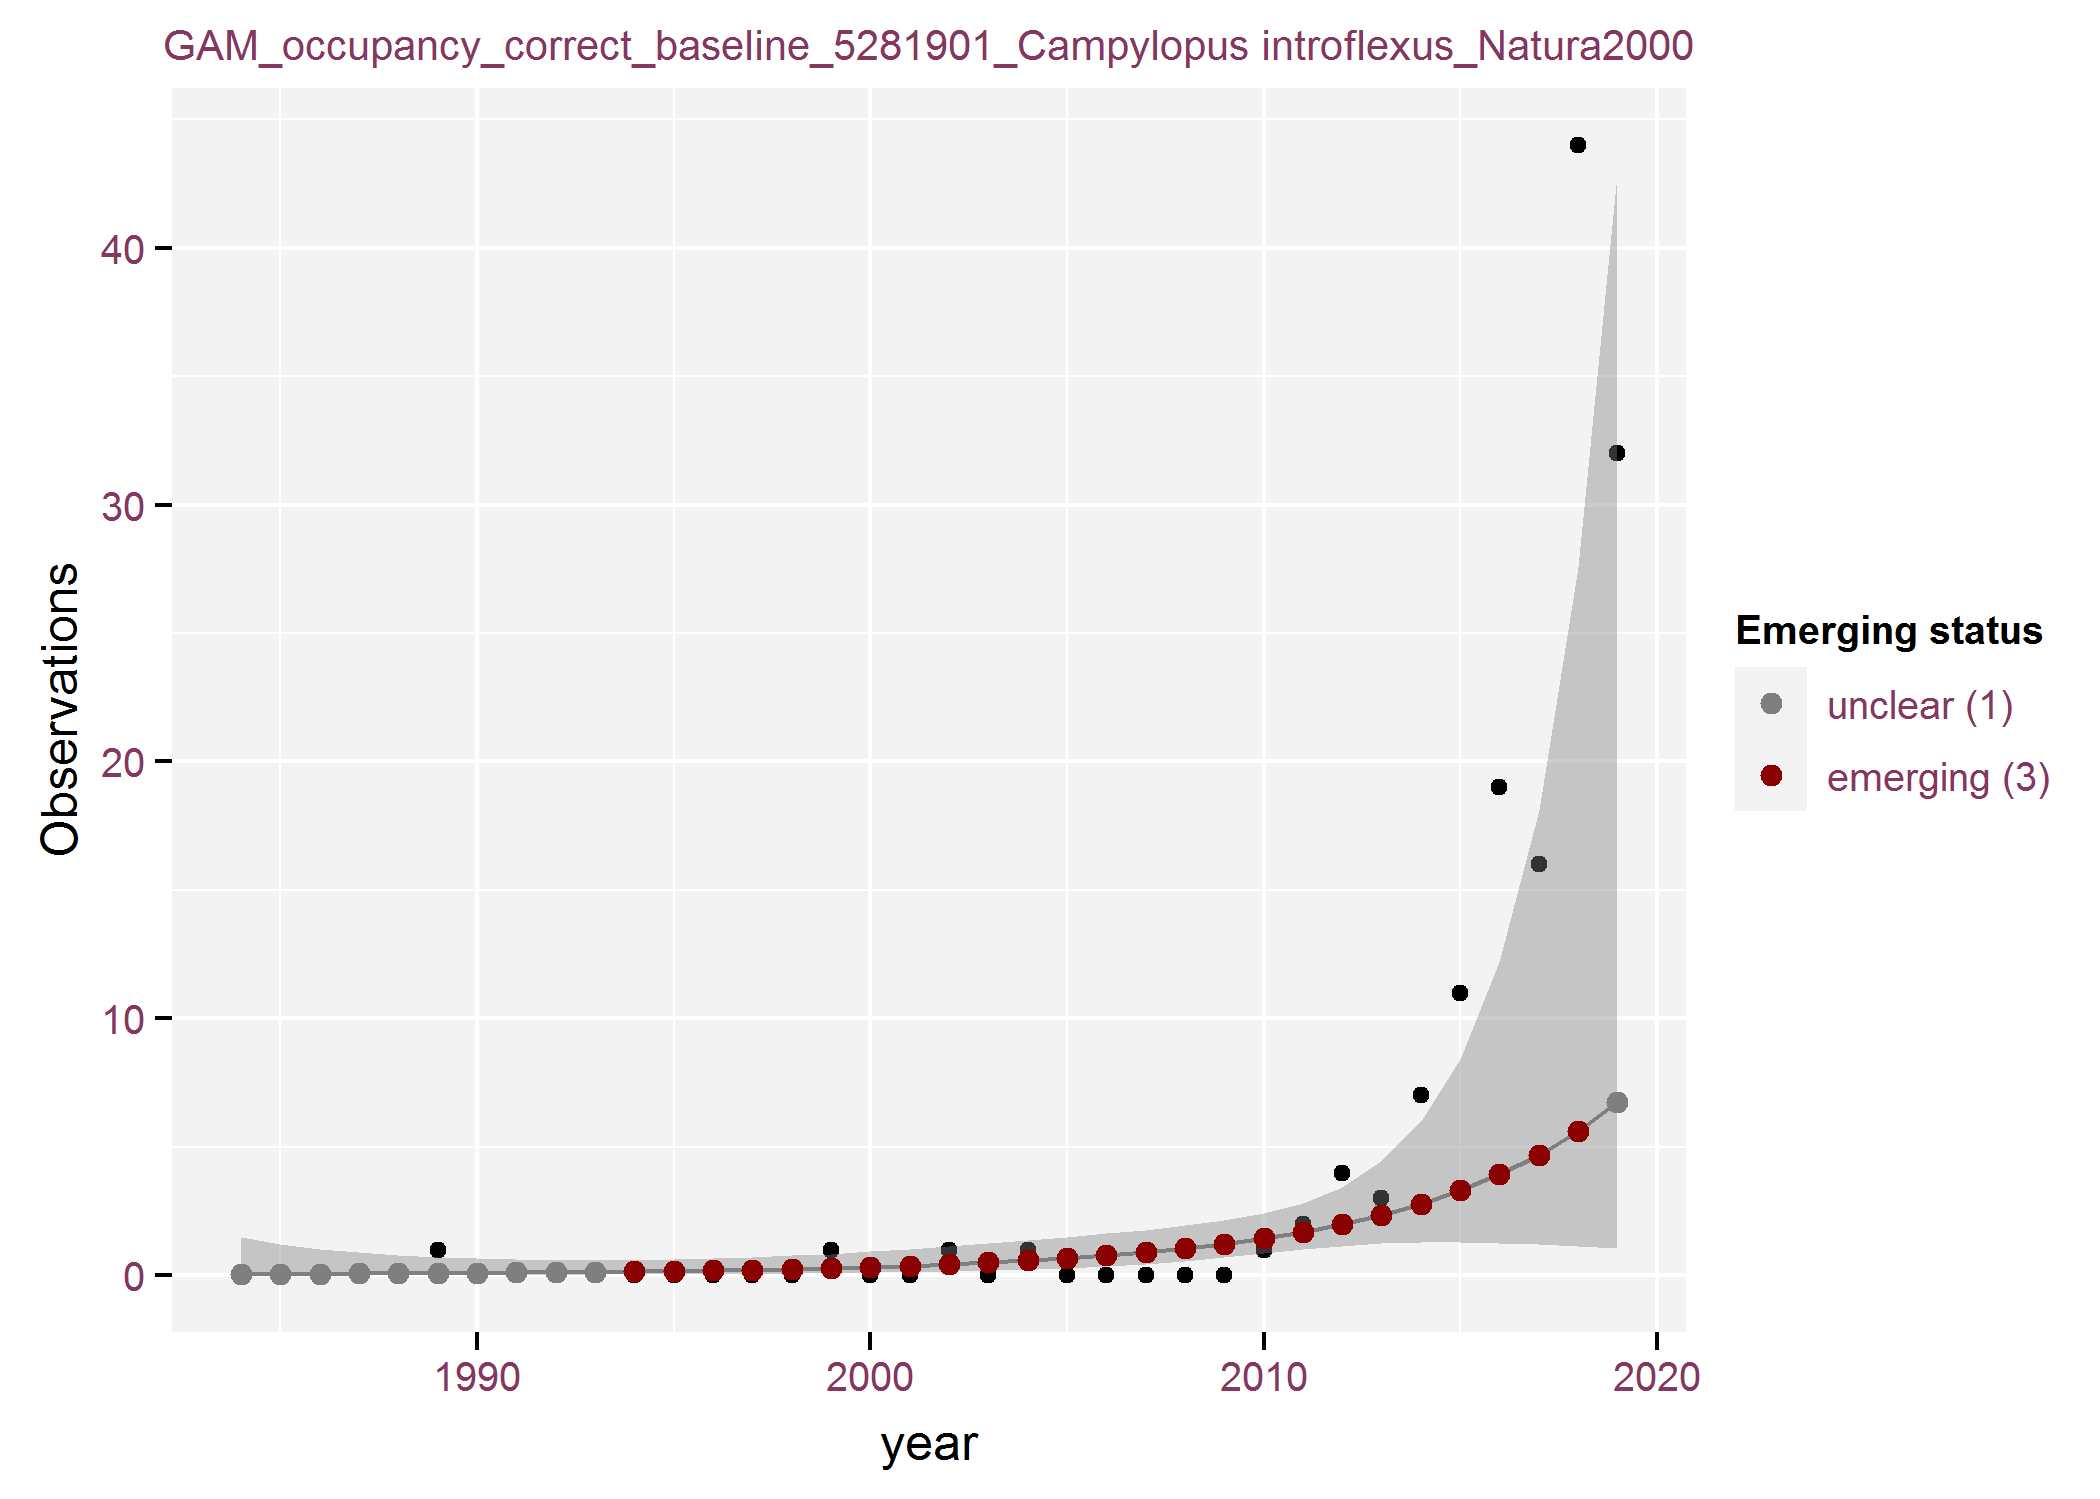 GAM_occupancy_correct_baseline_5281901_Campylopus introflexus_Natura2000
Observations
40
30
20
10
0
1990
2000
2010
2020
year
Emerging status
unclear (1)
emerging (3)